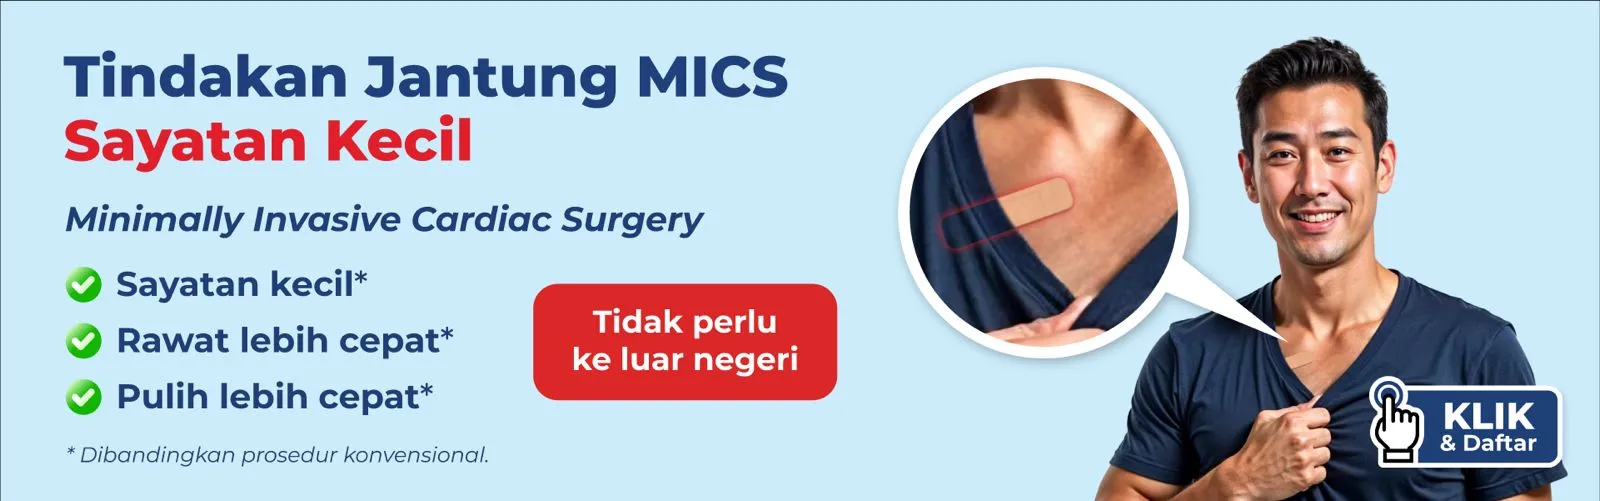 Tindakan Jantung MICS
Sayatan Kecil
Minimally Invasive Cardiac Surgery
Sayatan kecil*
Rawat lebih cepat*
Pulih lebih cepat*
* Dibandingkan prosedur konvensional.
Tidak perlu
ke luar negeri
KLIK
& Daftar